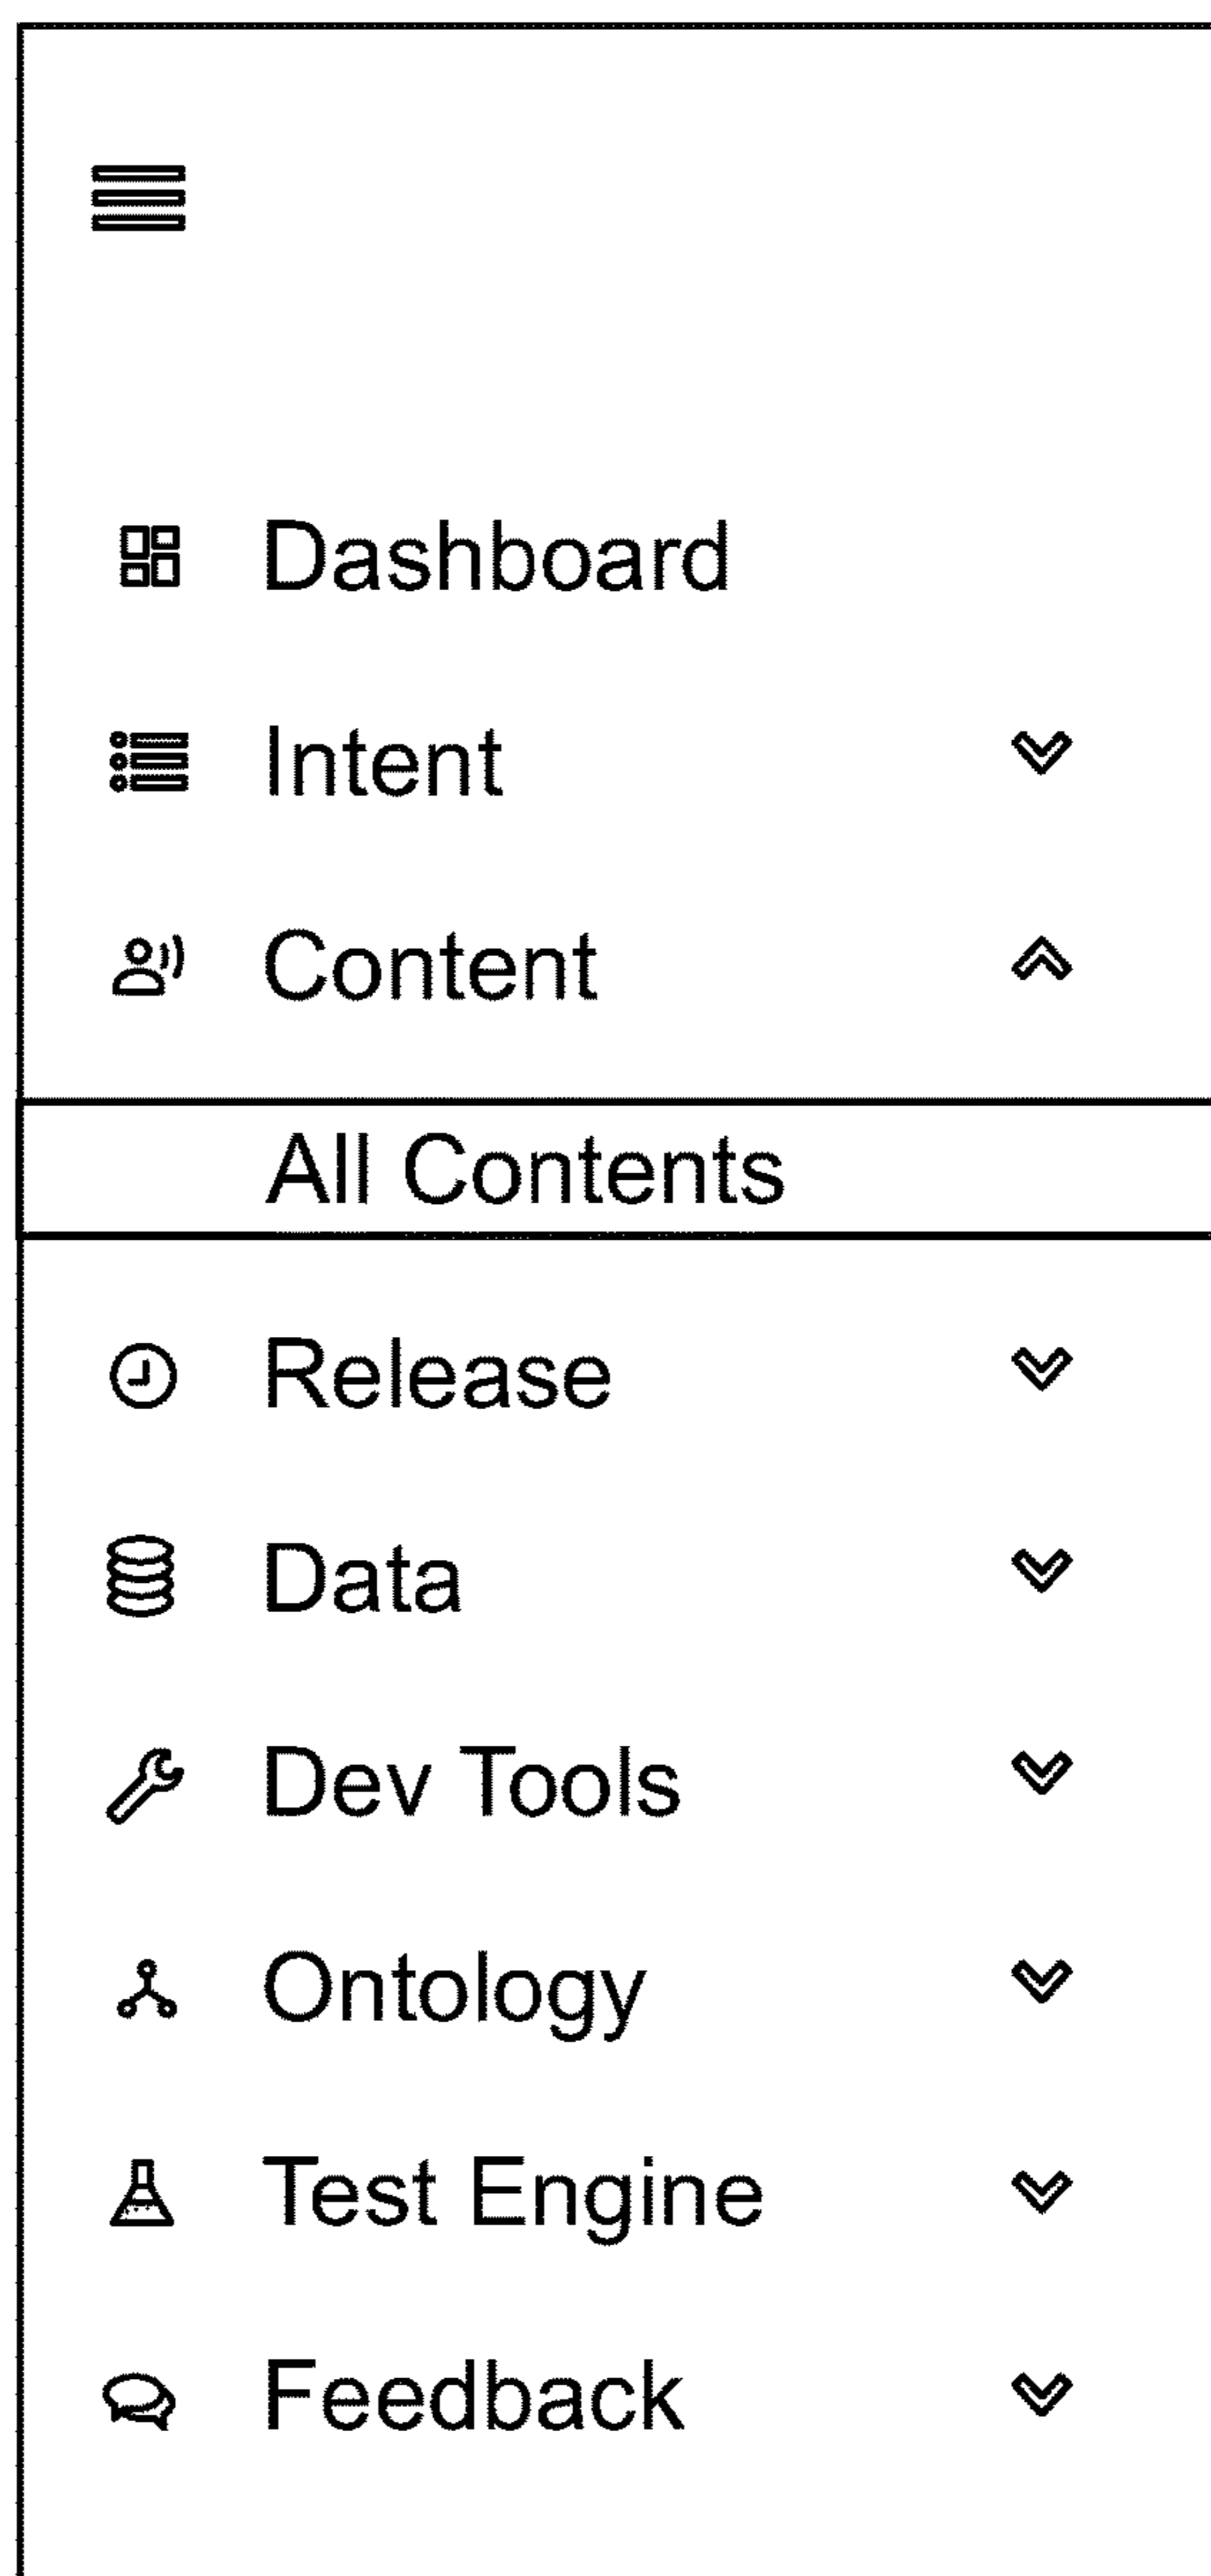 Dashboard
Intent
Content
All Contents
Release
Data
Dev Tools
Ontology
Test Engine
Feedback